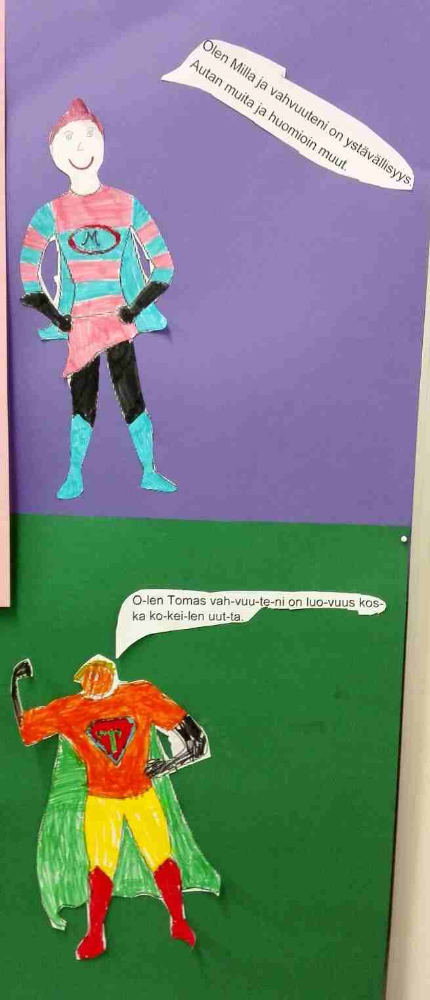 Olen Milla ja vahvuuteni on ystävällisyys.
Autan muita ja huomioin muut.
M
O-len Tomas vah-vuu-te-ni on luo-vuus kos-
ka ko-kei-len uut-ta.
T